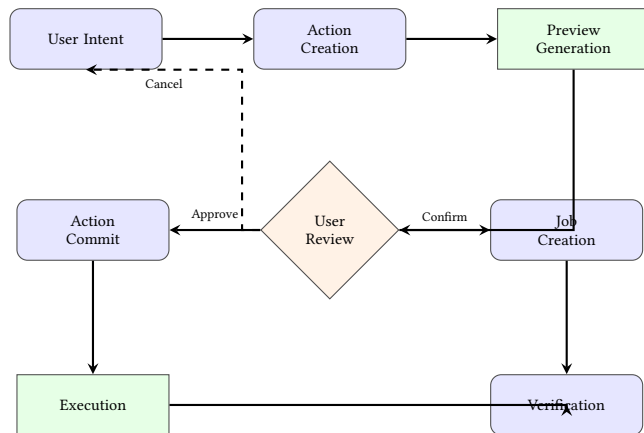 User Intent
Action
Creation
Preview
Generation
Cancel
Action
Commit
Approve
User
Review
Confirm
Job
Creation
Execution
Verification